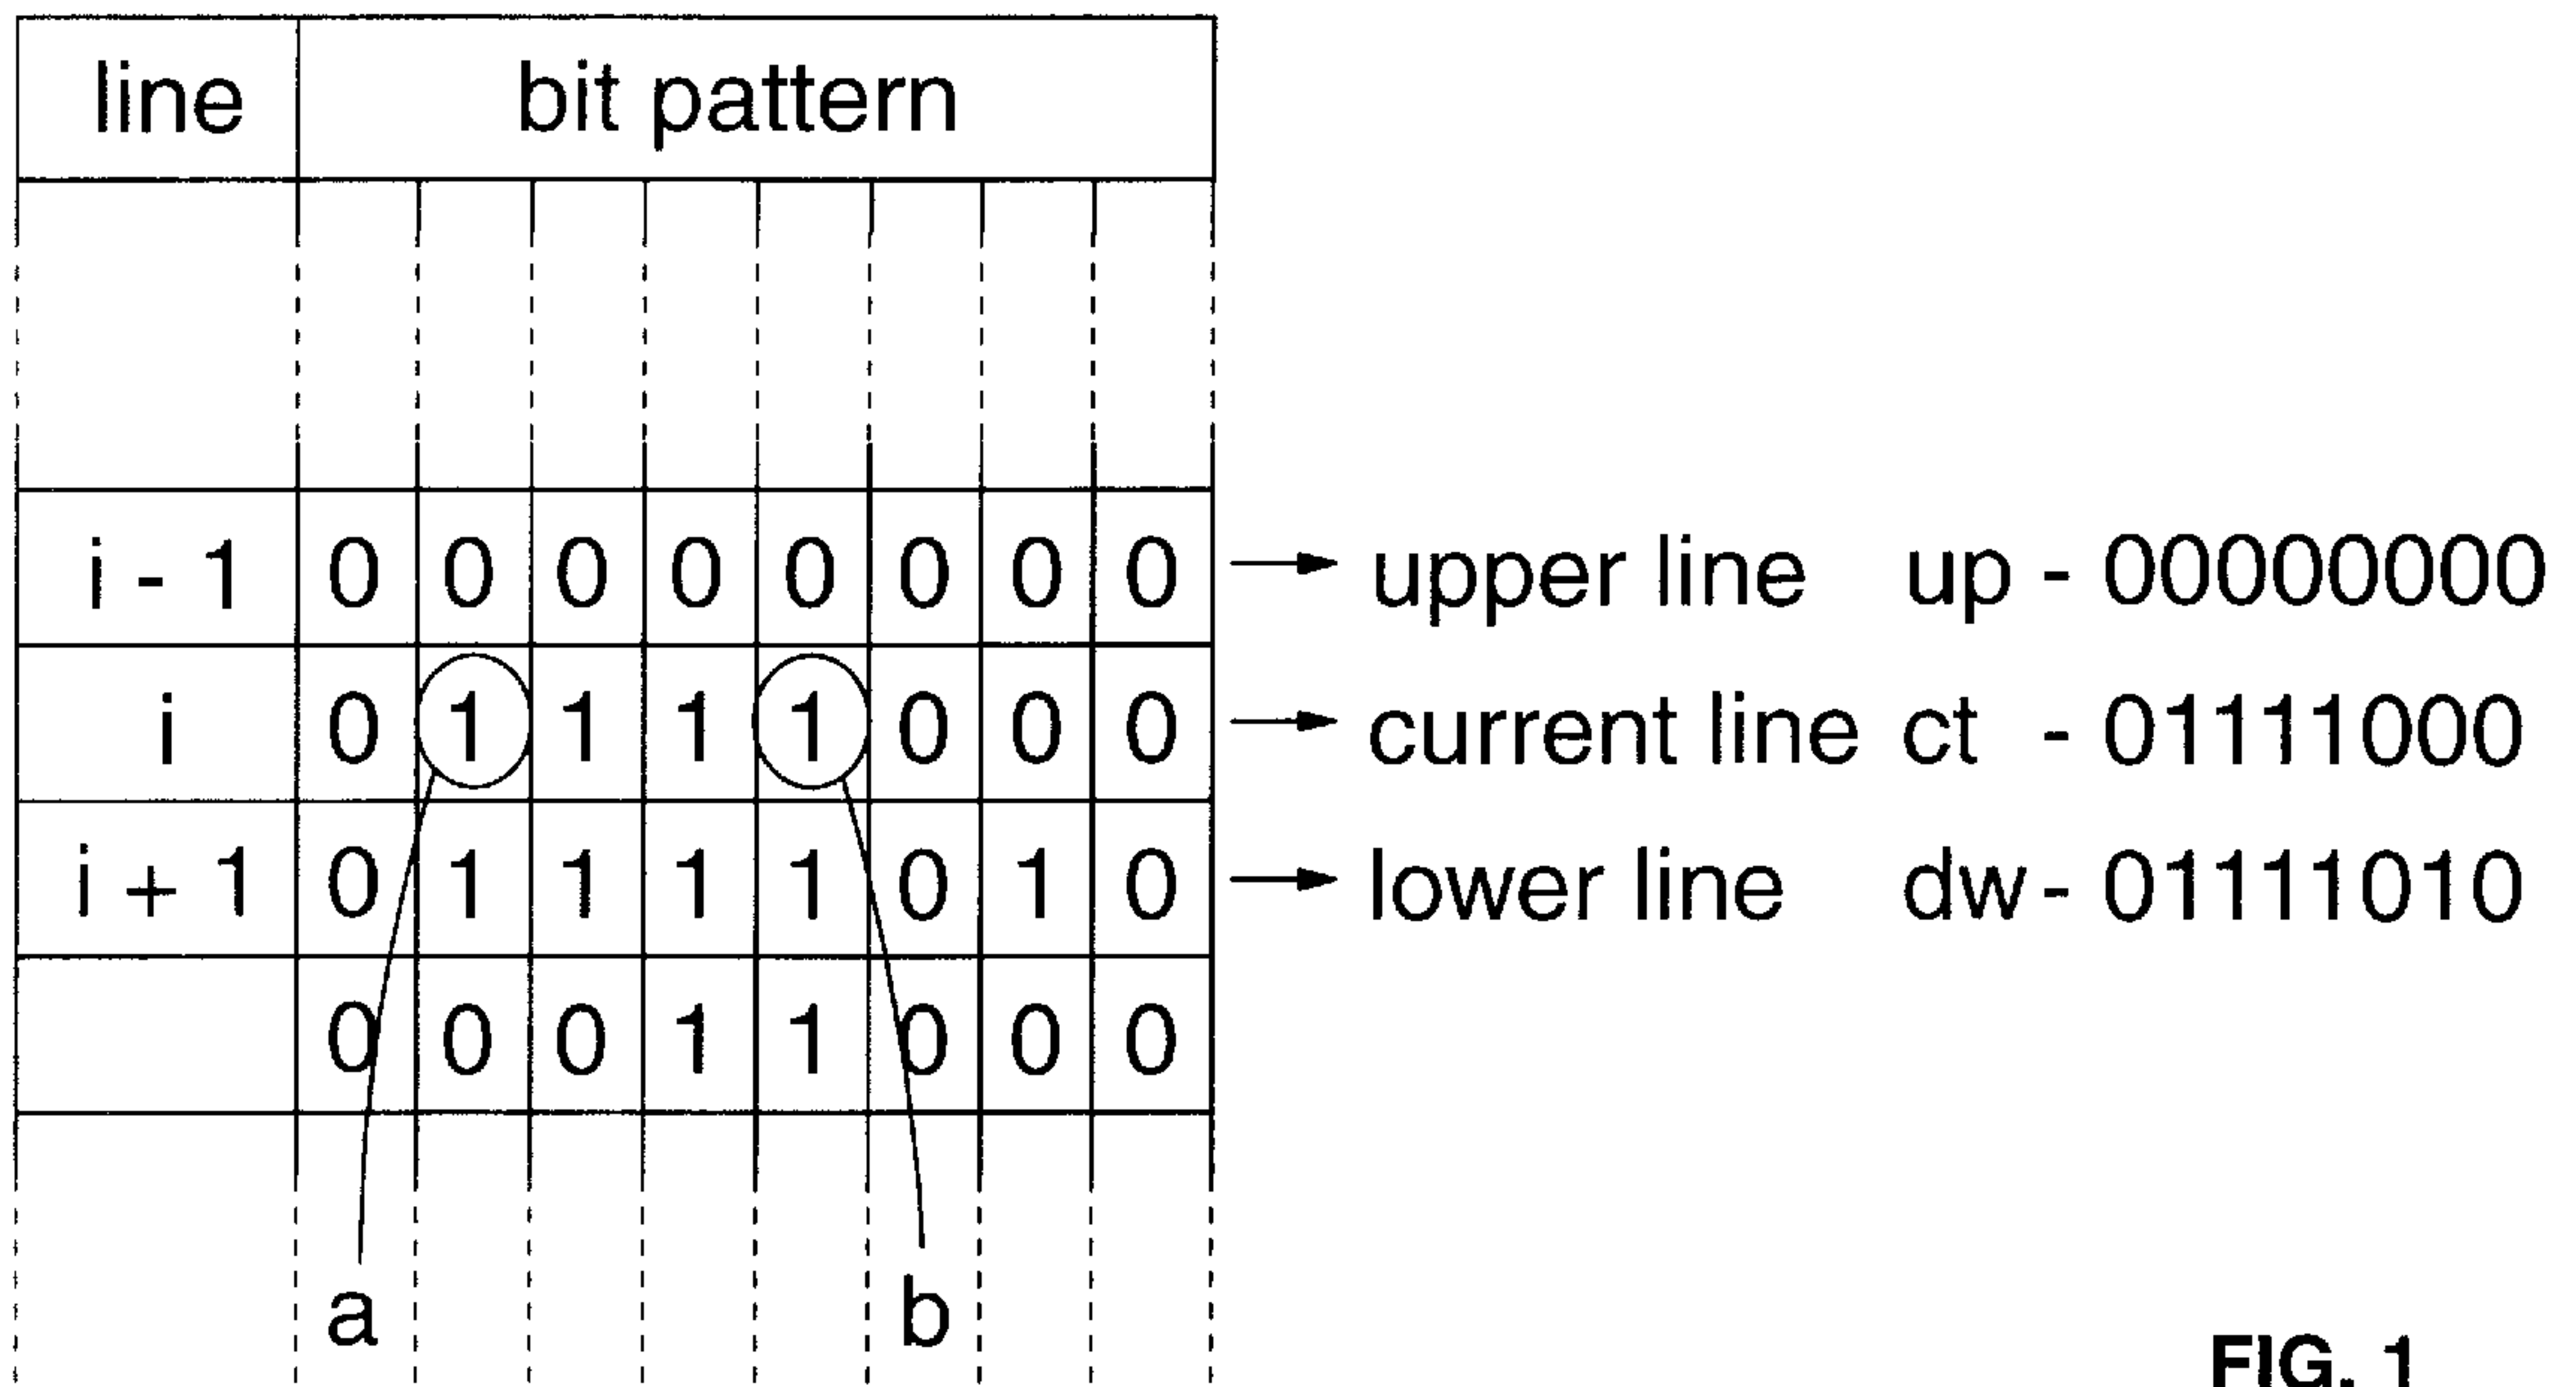 line bit pattern
i - 1 0 0 0 0 0 0 0 0 upper line up - 00000000
i 0 1 1 1 1 0 0 0 current line ct - 01111000
i + 1 0 1 1 1 1 0 1 0 lower line dw - 01111010
0 0 0 1 1 0 0 0
a b
FIG. 1